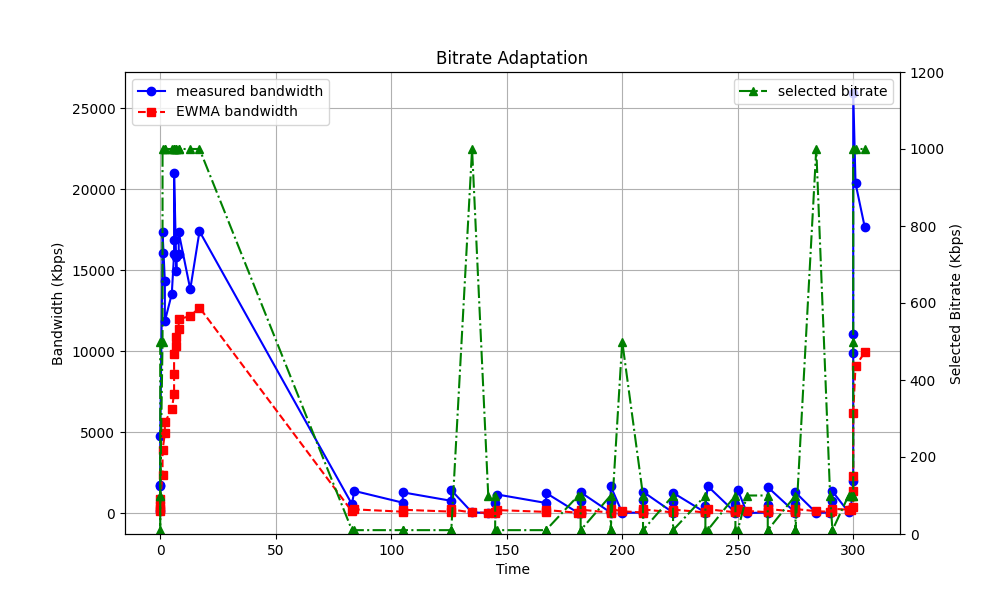 Bitrate Adaptation
measured bandwidth
EWMA bandwidth
selected bitrate
Bandwidth (Kbps)
25000
20000
15000
10000
5000
0
1200
1000
800
600
400
200
0
Selected Bitrate (Kbps)
0 50 100 150 200 250 300
Time